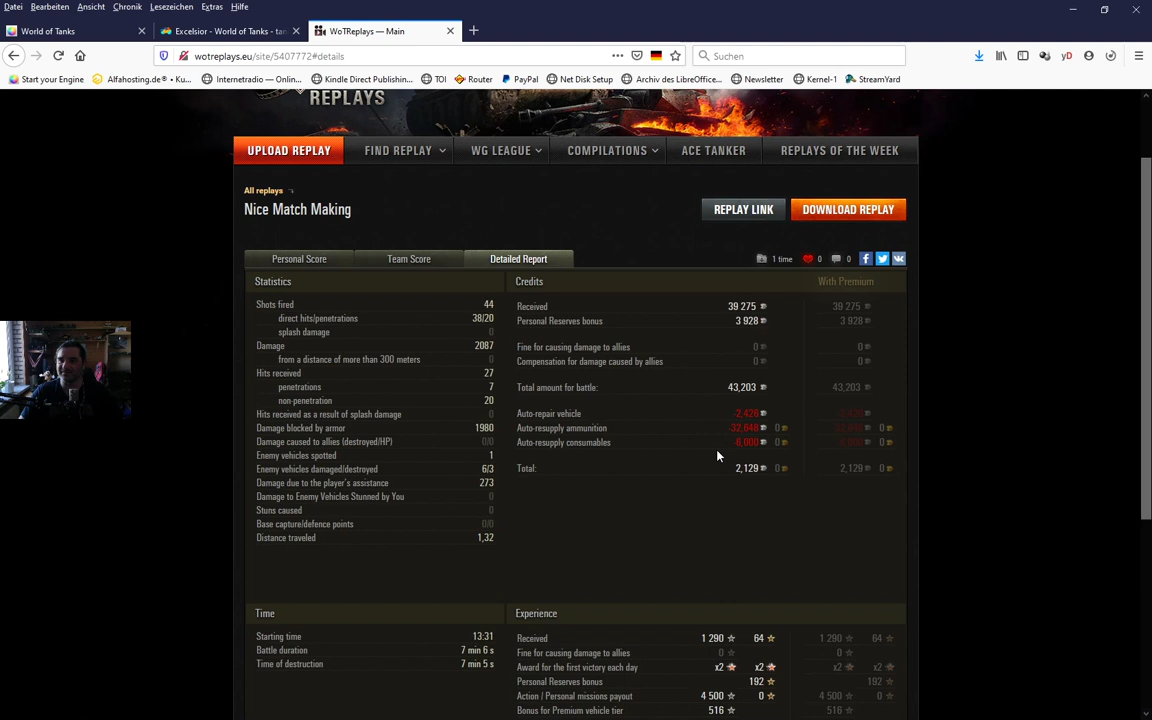 Datei Bearbeiten Ansicht Chronik Lesezeichen Extras Hilfe
World of Tanks Excelsior - World of Tanks - tan WoTReplays — Main
wotreplays.eu/site/5407772#details Suchen
Start your Engine Alfahosting.de® • Ku... Internetradio — Onlin... Kindle Direct Publishin... TOI Router PayPal Net Disk Setup Archiv des LibreOffice... Newsletter Kernel-1 StreamYard
REPLAYS
UPLOAD REPLAY FIND REPLAY WG LEAGUE COMPILATIONS ACE TANKER REPLAYS OF THE WEEK
All replays
Nice Match Making REPLAY LINK DOWNLOAD REPLAY
Personal Score Team Score Detailed Report 1 time 0 0
Statistics Credits With Premium
Shots fired 44 Received 39 275 39 275
direct hits/penetrations 38/20 Personal Reserves bonus 3 928 3 928
splash damage 0
Damage 2087 Fine for causing damage to allies 0 0
from a distance of more than 300 meters 0 Compensation for damage caused by allies 0 0
Hits received 27
penetrations 7 Total amount for battle: 43,203 43,203
non-penetration 20
Hits received as a result of splash damage 0 Auto-repair vehicle -2,426
Damage blocked by armor 1980 Auto-resupply ammunition -32,648 0 0
Damage caused to allies (destroyed/HP) 0/0 Auto-resupply consumables -6,000 0 0
Enemy vehicles spotted 1
Enemy vehicles damaged/destroyed 6/3 Total: 2,129 0 2,129 0
Damage due to the player's assistance 273
Damage to Enemy Vehicles Stunned by You 0
Stuns caused 0
Base capture/defence points 0/0
Distance traveled 1,32
Time Experience
Starting time 13:31 Received 1 290 64 1 290 64
Battle duration 7 min 6 s Fine for causing damage to allies 0 0
Time of destruction 7 min 5 s Award for the first victory each day x2 x2 x2 x2
Personal Reserves bonus 192 192
Action / Personal missions payout 4 500 0 4 500 0
Bonus for Premium vehicle tier 516 516